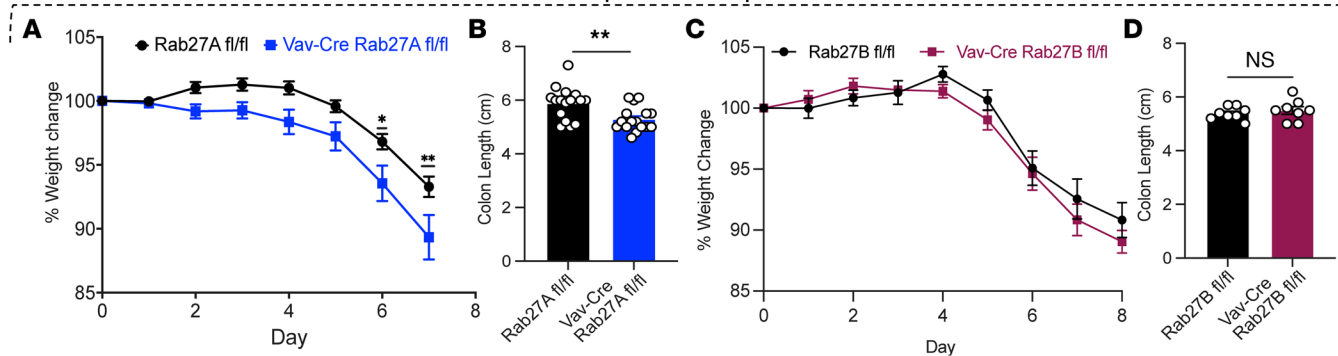 A
Rab27A fl/fl
Vav-Cre Rab27A fl/fl
% Weight change
105
100
95
90
85
*
**
0
2
4
6
8
Day
B
**
Colon Length (cm)
8
6
4
2
0
Rab27A fl/fl
Vav-Cre
Rab27A fl/fl
C
Rab27B fl/fl
Vav-Cre Rab27B fl/fl
% Weight Change
105
100
95
90
85
0
2
4
6
8
Day
D
NS
Colon Length (cm)
8
6
4
2
0
Rab27B fl/fl
Vav-Cre
Rab27B fl/fl